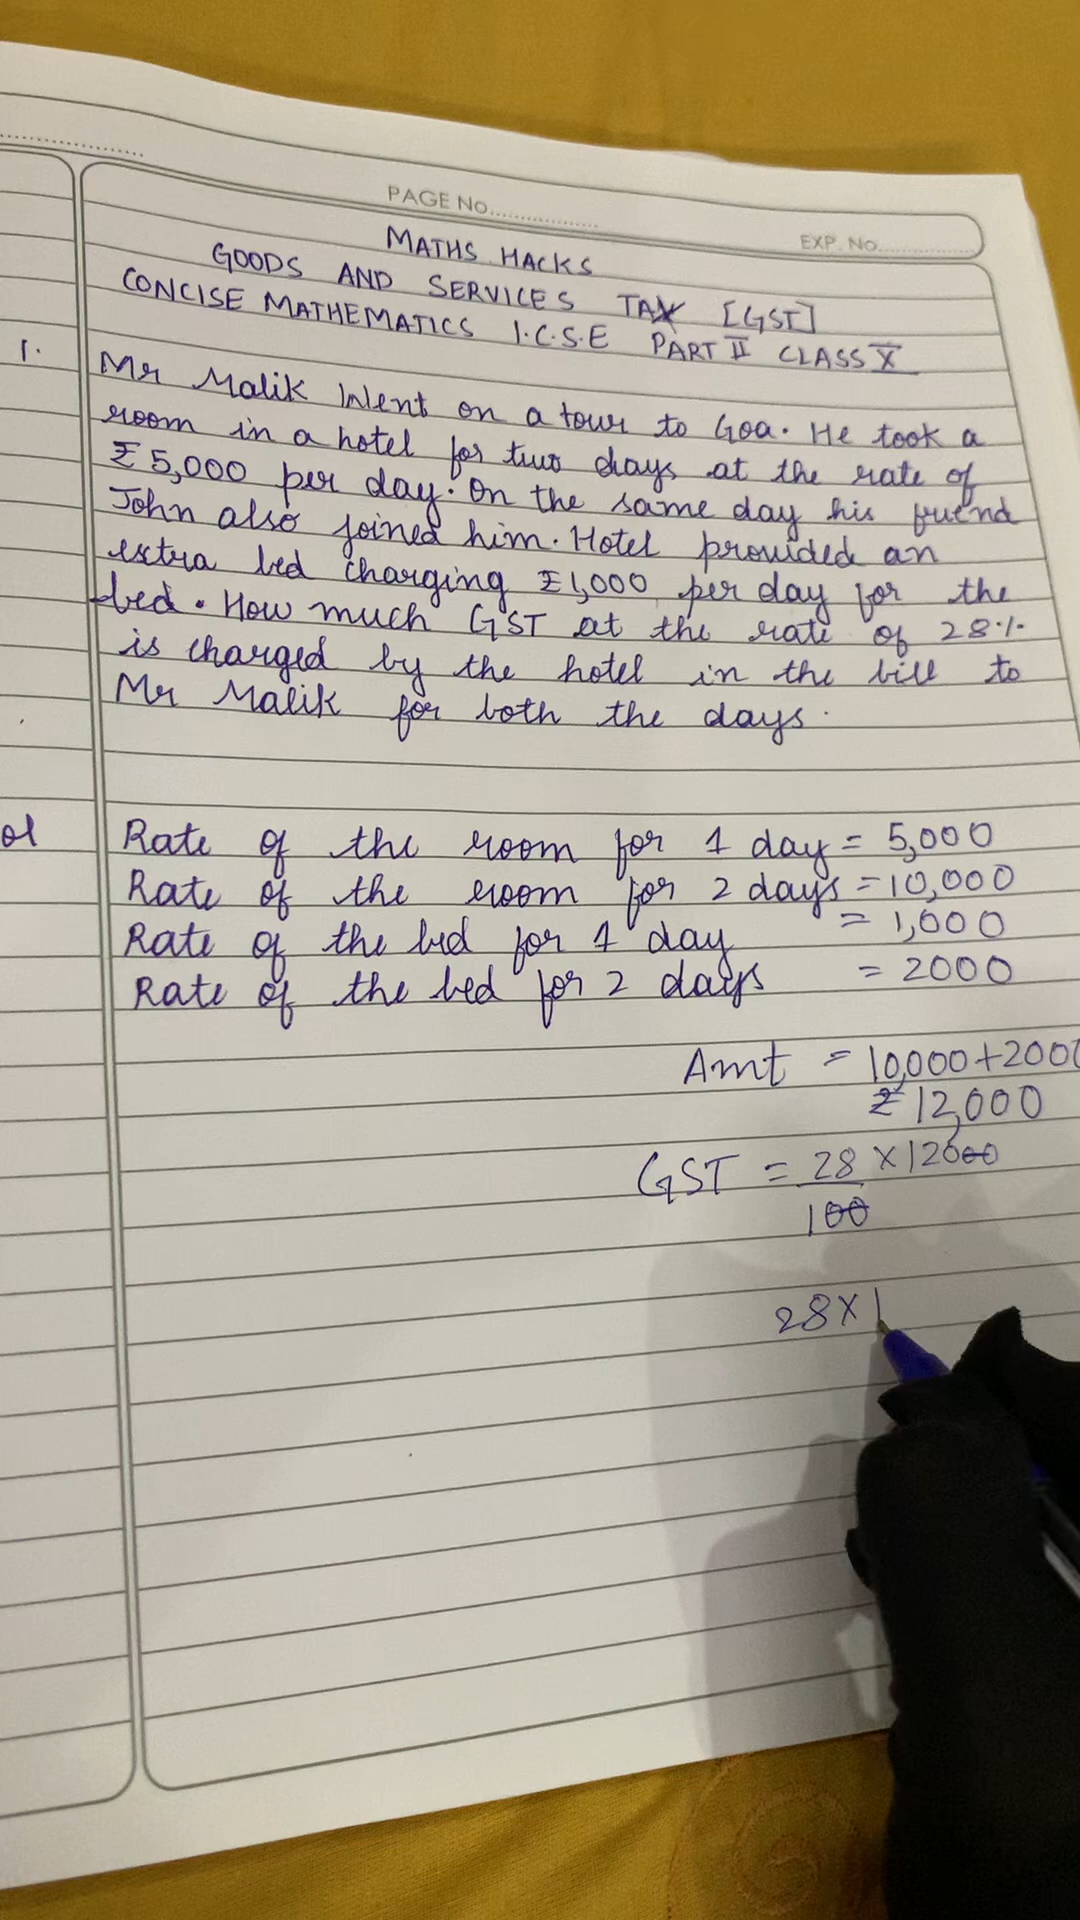 PAGE No.
EXP. No.
MATHS HACKS
GOODS AND SERVICES TAX [GST]
CONCISE MATHEMATICS I.C.S.E PART II CLASS X
1. Mr Malik Went on a tour to Goa. He took a
room in a hotel for two days at the rate of
₹5,000 per day. On the same day his friend
John also joined him. Hotel provided an
extra bed charging ₹1,000 per day for the
bed. How much GST at the rate of 28%
is charged by the hotel in the bill to
Mr Malik for both the days.
ol Rate of the room for 1 day = 5,000
Rate of the room for 2 days = 10,000
Rate of the bed for 1 day = 1,000
Rate of the bed for 2 days = 2000
Amt = 10,000+2000
₹12,000
GST = 28 × 12000
100
28 × 1